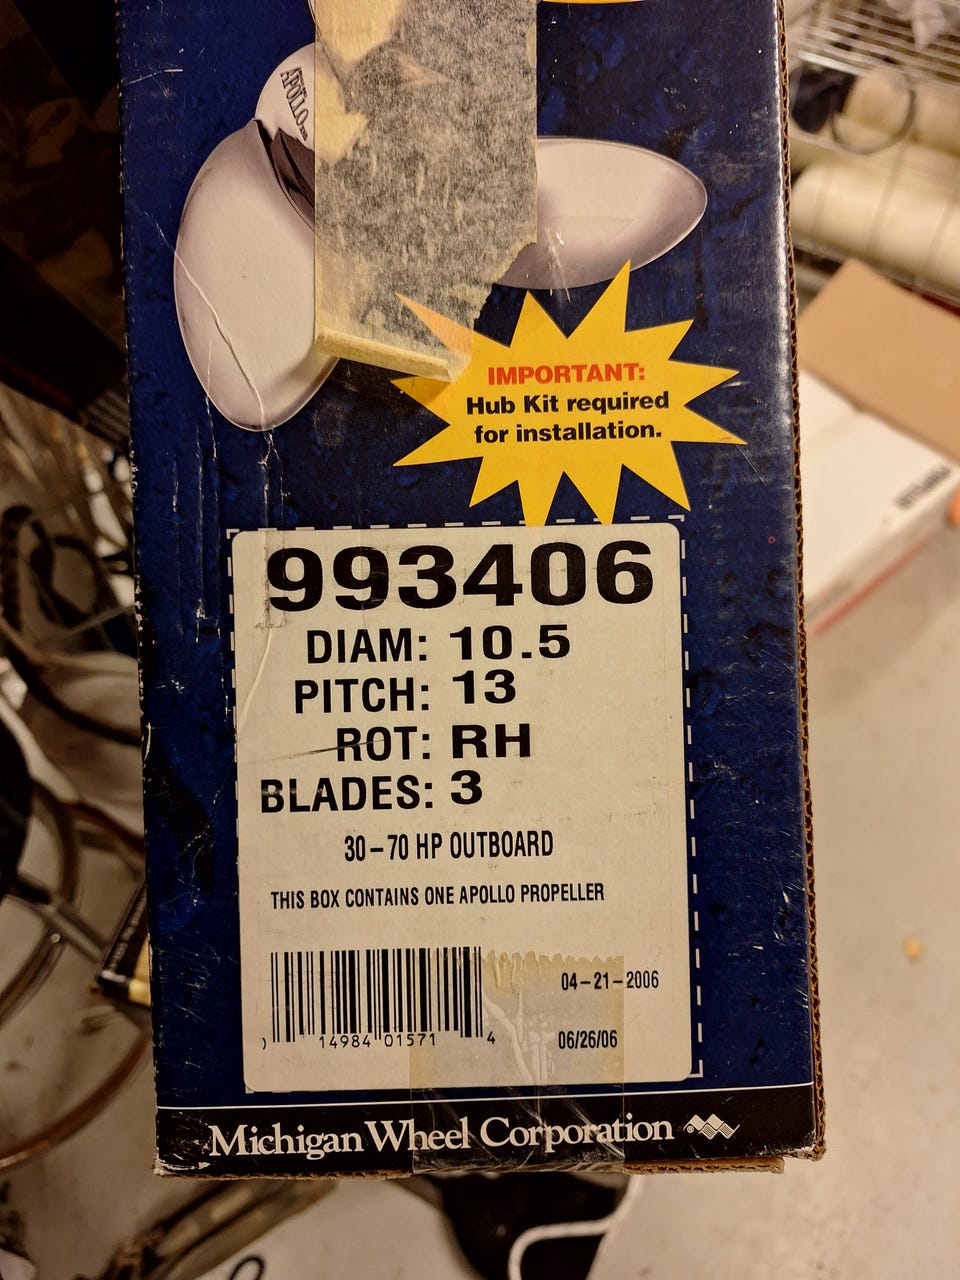 APOLLO
IMPORTANT:
Hub Kit required
for installation.
993406
DIAM: 10.5
PITCH: 13
ROT: RH
BLADES: 3
30-70 HP OUTBOARD
THIS BOX CONTAINS ONE APOLLO PROPELLER
04-21-2006
14984 01571 4
06/26/06
Michigan Wheel Corporation